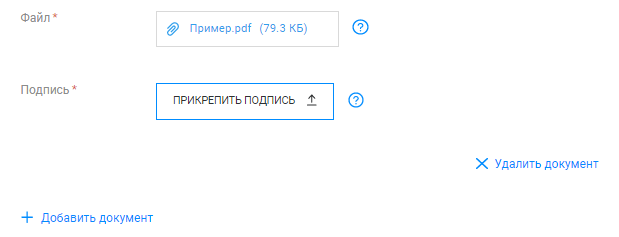 Файл *
Пример.pdf (79.3 КБ)
Подпись *
ПРИКРЕПИТЬ ПОДПИСЬ
Удалить документ
Добавить документ